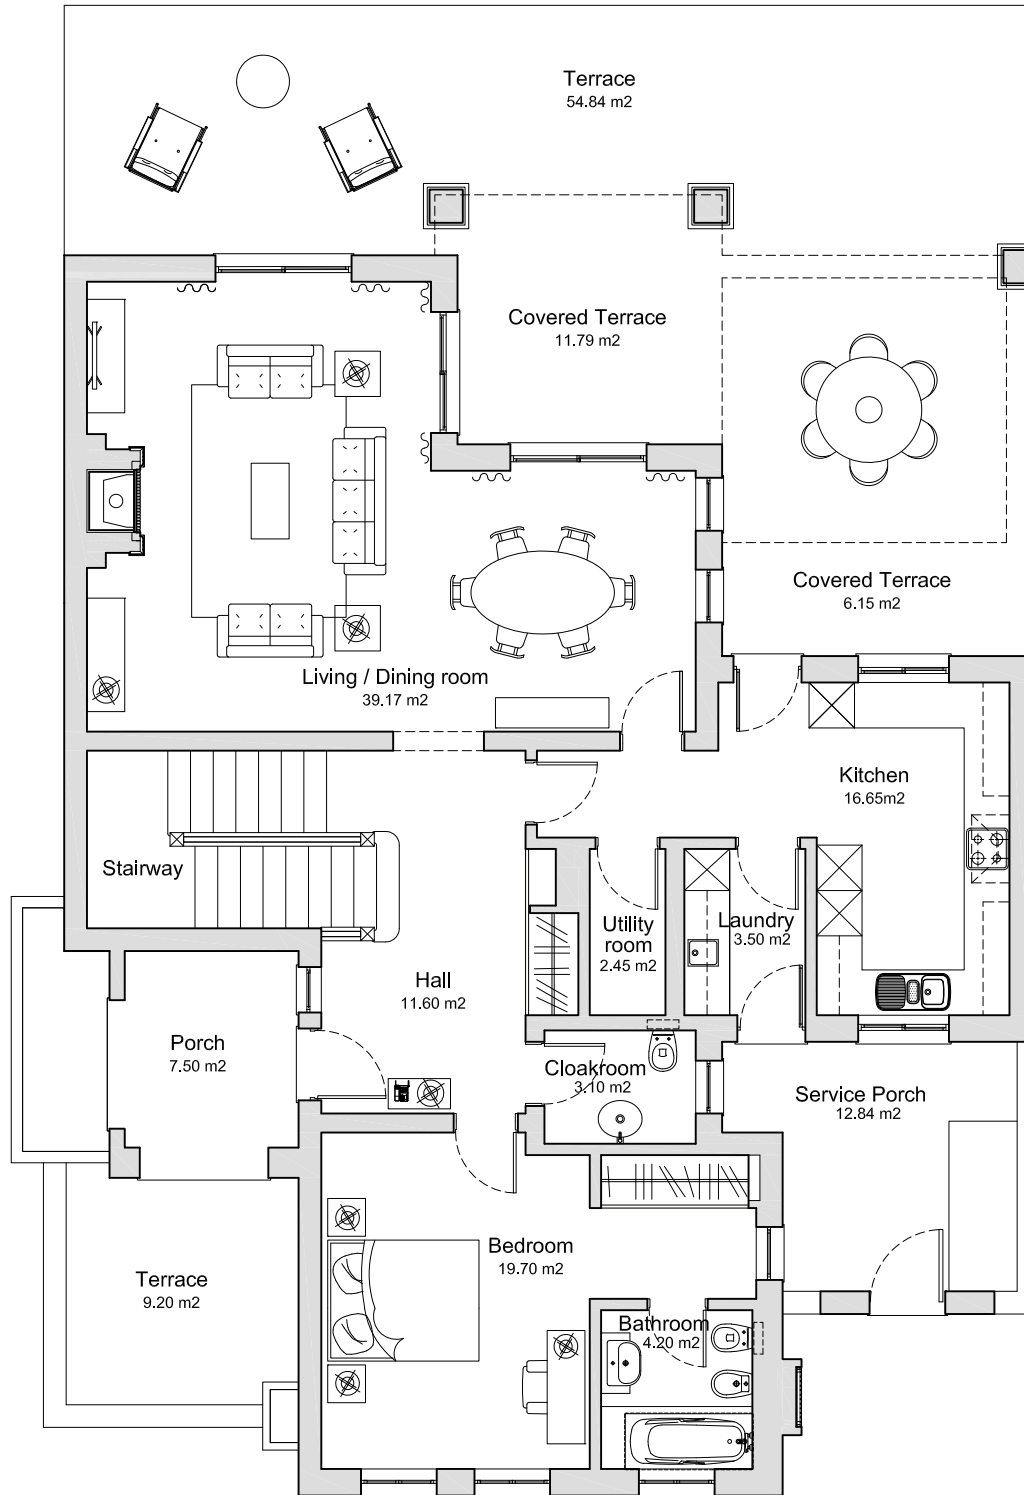 Terrace
54.84 m2
Covered Terrace
11.79 m2
Covered Terrace
6.15 m2
Living / Dining room
39.17 m2
Kitchen
16.65m2
Stairway
Utility
room
2.45 m2
Laundry
3.50 m2
Hall
11.60 m2
Porch
7.50 m2
Cloakroom
3.10 m2
Service Porch
12.84 m2
Bedroom
19.70 m2
Terrace
9.20 m2
Bathroom
4.20 m2